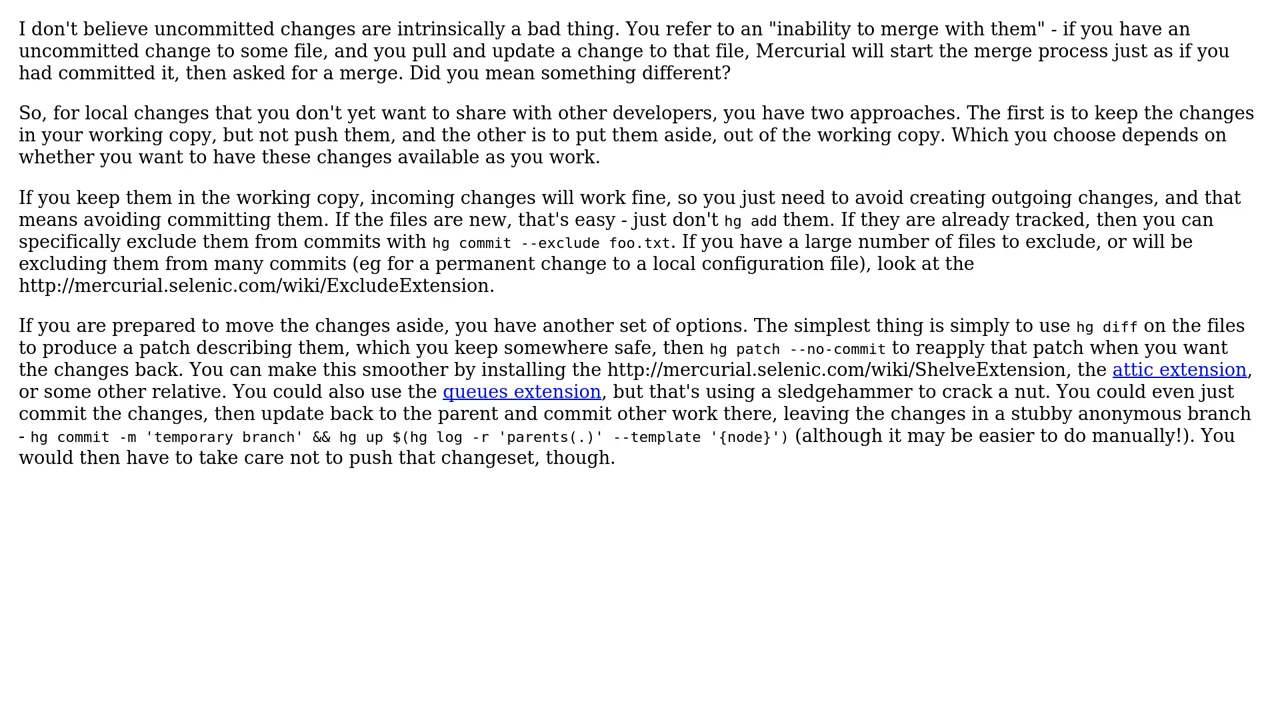 I don't believe uncommitted changes are intrinsically a bad thing. You refer to an "inability to merge with them" - if you have an
uncommitted change to some file, and you pull and update a change to that file, Mercurial will start the merge process just as if you
had committed it, then asked for a merge. Did you mean something different?
So, for local changes that you don't yet want to share with other developers, you have two approaches. The first is to keep the changes
in your working copy, but not push them, and the other is to put them aside, out of the working copy. Which you choose depends on
whether you want to have these changes available as you work.
If you keep them in the working copy, incoming changes will work fine, so you just need to avoid creating outgoing changes, and that
means avoiding committing them. If the files are new, that's easy - just don't hg add them. If they are already tracked, then you can
specifically exclude them from commits with hg commit --exclude foo.txt. If you have a large number of files to exclude, or will be
excluding them from many commits (eg for a permanent change to a local configuration file), look at the
http://mercurial.selenic.com/wiki/ExcludeExtension.
If you are prepared to move the changes aside, you have another set of options. The simplest thing is simply to use hg diff on the files
to produce a patch describing them, which you keep somewhere safe, then hg patch --no-commit to reapply that patch when you want
the changes back. You can make this smoother by installing the http://mercurial.selenic.com/wiki/ShelveExtension, the attic extension,
or some other relative. You could also use the queues extension, but that's using a sledgehammer to crack a nut. You could even just
commit the changes, then update back to the parent and commit other work there, leaving the changes in a stubby anonymous branch
- hg commit -m 'temporary branch' && hg up $(hg log -r 'parents(.)' --template '{node}') (although it may be easier to do manually!). You
would then have to take care not to push that changeset, though.